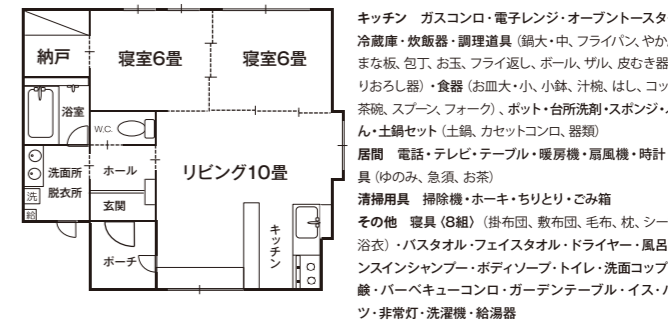 納戸
寝室6畳
寝室6畳
浴室
W.C.
洗面所
脱衣所
ホール
リビング10畳
洗
給
玄関
ポーチ
キッチン
キッチン　ガスコンロ・電子レンジ・オーブントースタ
冷蔵庫・炊飯器・調理道具（鍋大・中、フライパン、やか
まな板、包丁、お玉、フライ返し、ボール、ザル、皮むき器
りおろし器）・食器（お皿大・小、小鉢、汁椀、はし、コッ
茶碗、スプーン、フォーク）、ポット・台所洗剤・スポンジ・
ん・土鍋セット（土鍋、カセットコンロ、器類）
居間　電話・テレビ・テーブル・暖房機・扇風機・時計
具（ゆのみ、急須、お茶）
清掃用具　掃除機・ホーキ・ちりとり・ごみ箱
その他　寝具〈8組〉（掛布団、敷布団、毛布、枕、シー
浴衣）・バスタオル・フェイスタオル・ドライヤー・風呂
ンスインシャンプー・ボディソープ・トイレ・洗面コップ
鹸・バーベキューコンロ・ガーデンテーブル・イス・
ツ・非常灯・洗濯機・給湯器